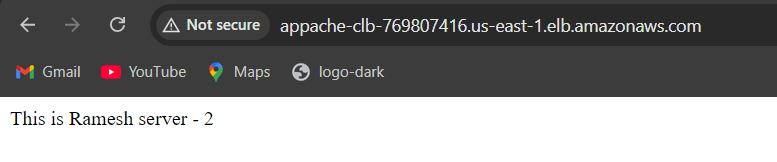 Not secure appache-clb-769807416.us-east-1.elb.amazonaws.com
Gmail YouTube Maps logo-dark
This is Ramesh server - 2